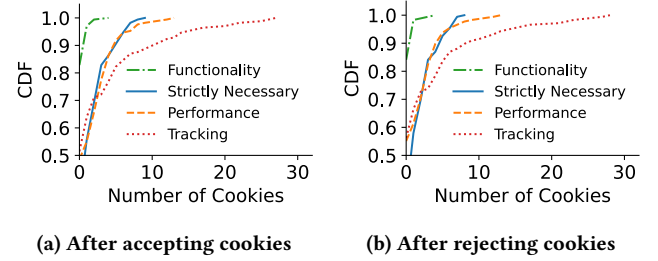 1.0
0.9
0.8
0.7
0.6
0.5
CDF
Functionality
Strictly Necessary
Performance
Tracking
0 10 20 30
Number of Cookies
(a) After accepting cookies
1.0
0.9
0.8
0.7
0.6
0.5
CDF
Functionality
Strictly Necessary
Performance
Tracking
0 10 20 30
Number of Cookies
(b) After rejecting cookies